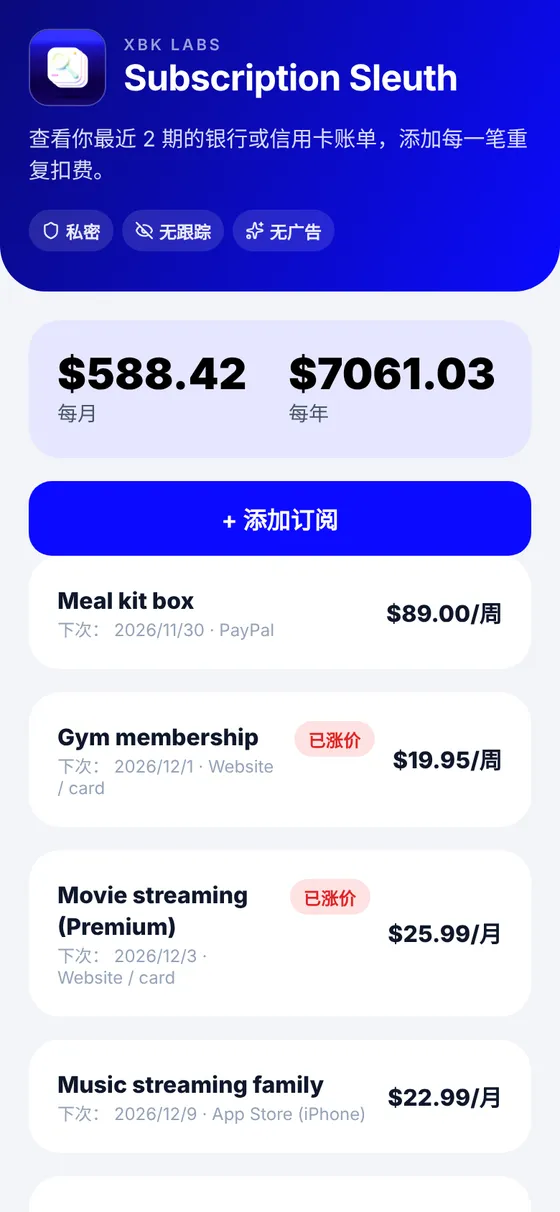 XBK LABS
Subscription Sleuth
查看你最近 2 期的银行或信用卡账单，添加每一笔重
复扣费。
私密
无跟踪
无广告
$588.42
每月
$7061.03
每年
+ 添加订阅
Meal kit box
下次： 2026/11/30 · PayPal
$89.00/周
Gym membership
已涨价
下次： 2026/12/1 · Website
/ card
$19.95/周
Movie streaming
(Premium)
已涨价
下次： 2026/12/3 ·
Website / card
$25.99/月
Music streaming family
下次： 2026/12/9 · App Store (iPhone)
$22.99/月